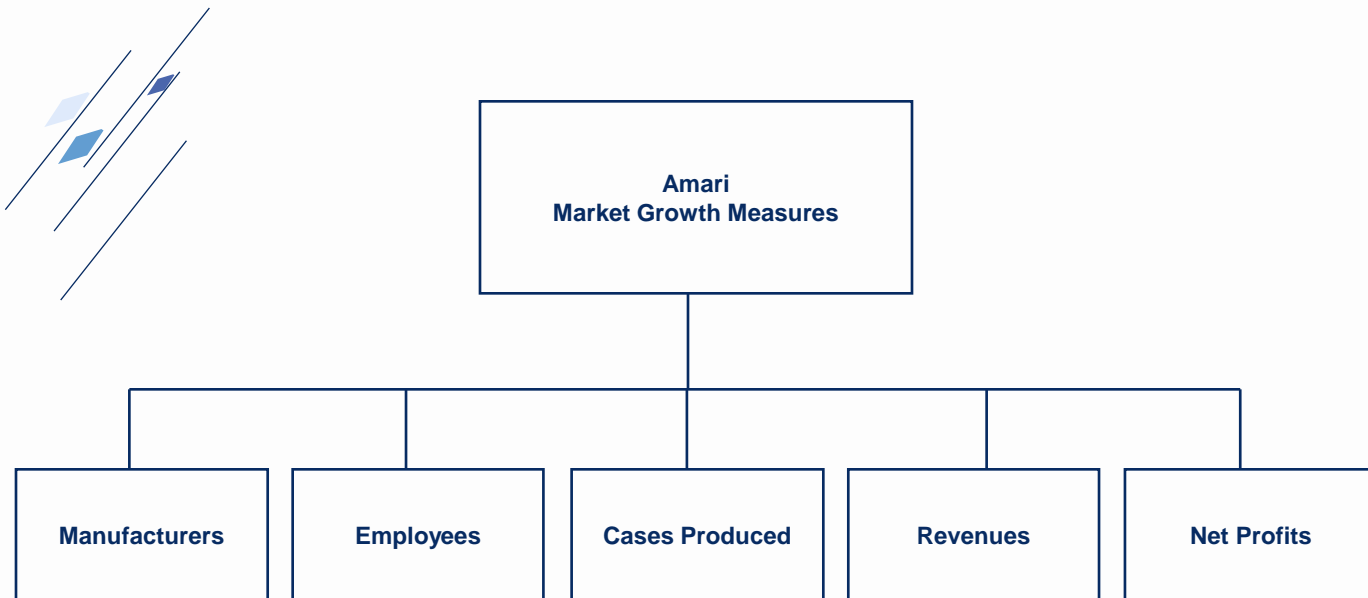 Amari
Market Growth Measures
Manufacturers
Employees
Cases Produced
Revenues
Net Profits